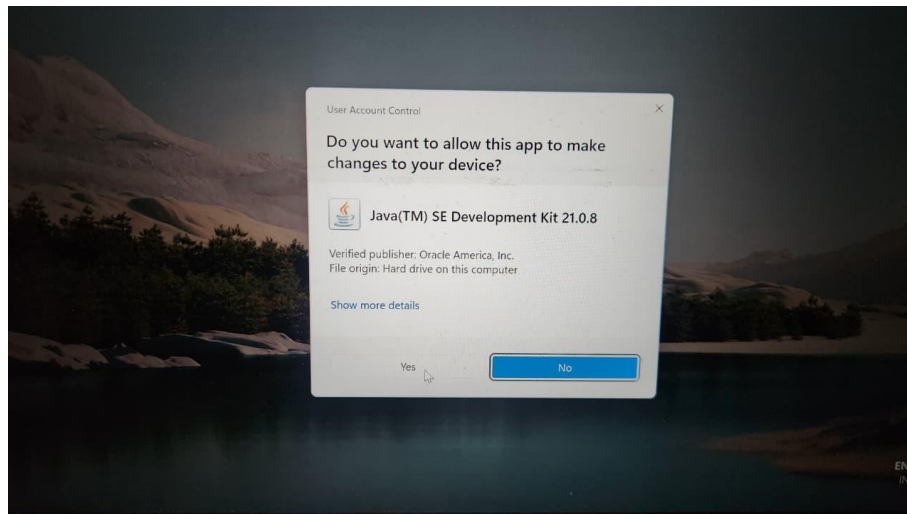 User Account Control
Do you want to allow this app to make
changes to your device?
Java(TM) SE Development Kit 21.0.8
Verified publisher: Oracle America, Inc.
File origin: Hard drive on this computer
Show more details
Yes
No
EN
IN